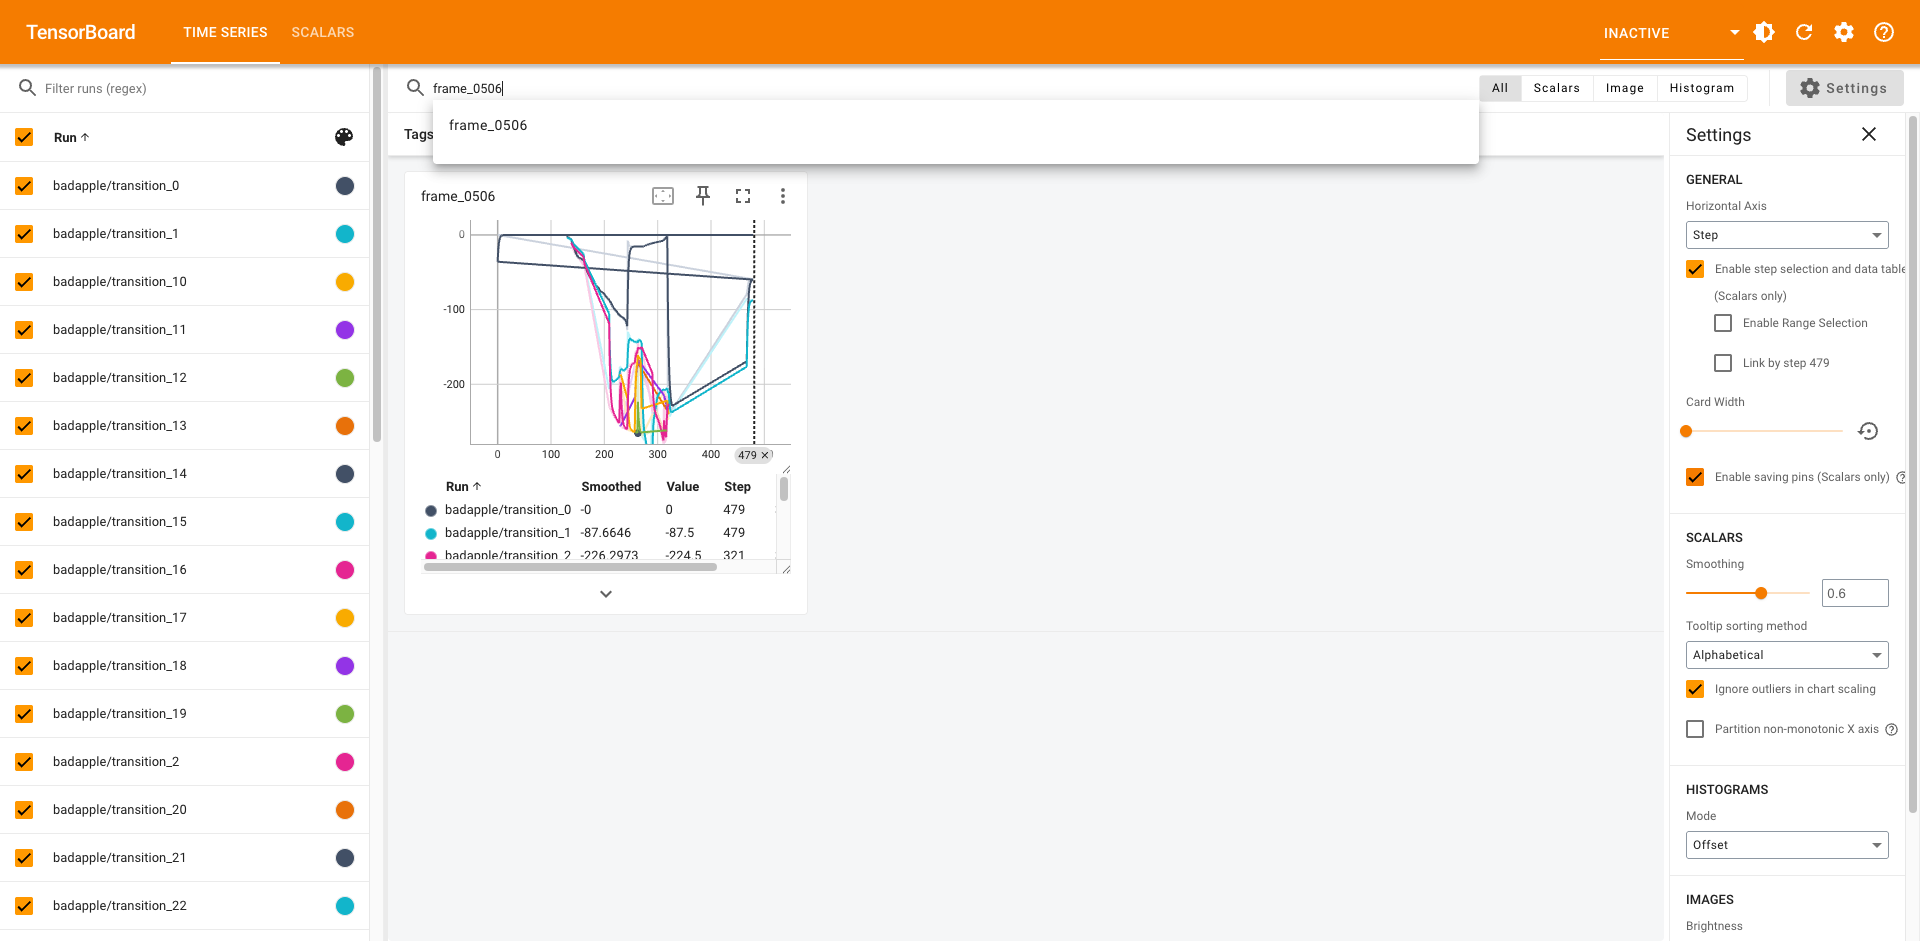 TensorBoard
TIME SERIES
SCALARS
INACTIVE
Filter runs (regex)
frame_0506
All
Scalars
Image
Histogram
Settings
frame_0506
Run
Tags
Settings
badapple/transition_0
badapple/transition_1
badapple/transition_10
badapple/transition_11
badapple/transition_12
badapple/transition_13
badapple/transition_14
badapple/transition_15
badapple/transition_16
badapple/transition_17
badapple/transition_18
badapple/transition_19
badapple/transition_2
badapple/transition_20
badapple/transition_21
badapple/transition_22
frame_0506
0
-100
-200
0 100 200 300 400 479
Run Smoothed Value Step
badapple/transition_0 -0 0 479
badapple/transition_1 -87.6646 -87.5 479
badapple/transition_2 -226.2973 -224.5 321
GENERAL
Horizontal Axis
Step
Enable step selection and data table
(Scalars only)
Enable Range Selection
Link by step 479
Card Width
Enable saving pins (Scalars only)
SCALARS
Smoothing
0.6
Tooltip sorting method
Alphabetical
Ignore outliers in chart scaling
Partition non-monotonic X axis
HISTOGRAMS
Mode
Offset
IMAGES
Brightness